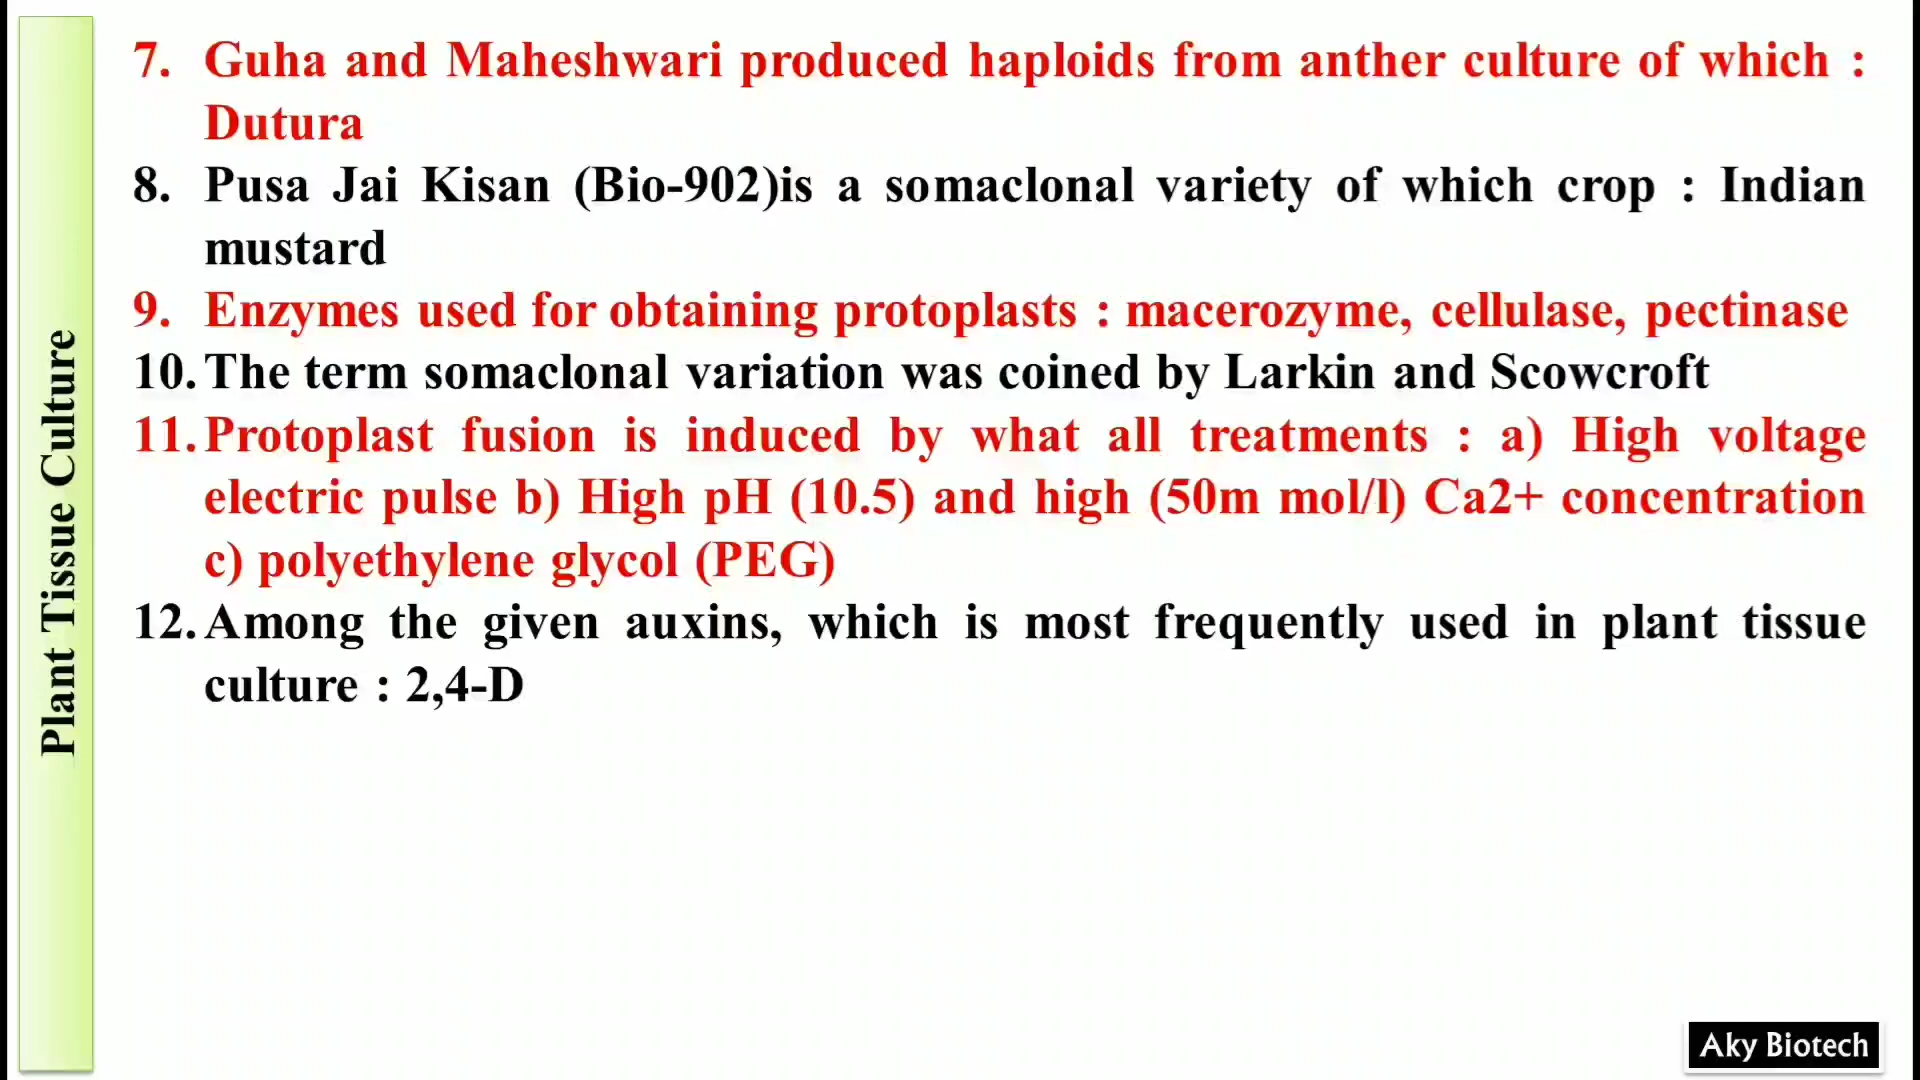 Plant Tissue Culture
7. Guha and Maheshwari produced haploids from anther culture of which :
Dutura
8. Pusa Jai Kisan (Bio-902)is a somaclonal variety of which crop : Indian
mustard
9. Enzymes used for obtaining protoplasts : macerozyme, cellulase, pectinase
10. The term somaclonal variation was coined by Larkin and Scowcroft
11. Protoplast fusion is induced by what all treatments : a) High voltage
electric pulse b) High pH (10.5) and high (50m mol/l) Ca2+ concentration
c) polyethylene glycol (PEG)
12. Among the given auxins, which is most frequently used in plant tissue
culture : 2,4-D
Aky Biotech